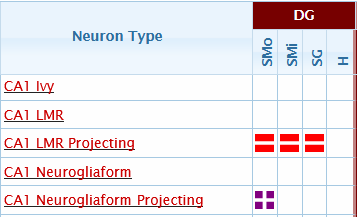 Neuron Type
DG
SMo
SMi
SG
H
CA1 Ivy
CA1 LMR
CA1 LMR Projecting
CA1 Neurogliaform
CA1 Neurogliaform Projecting